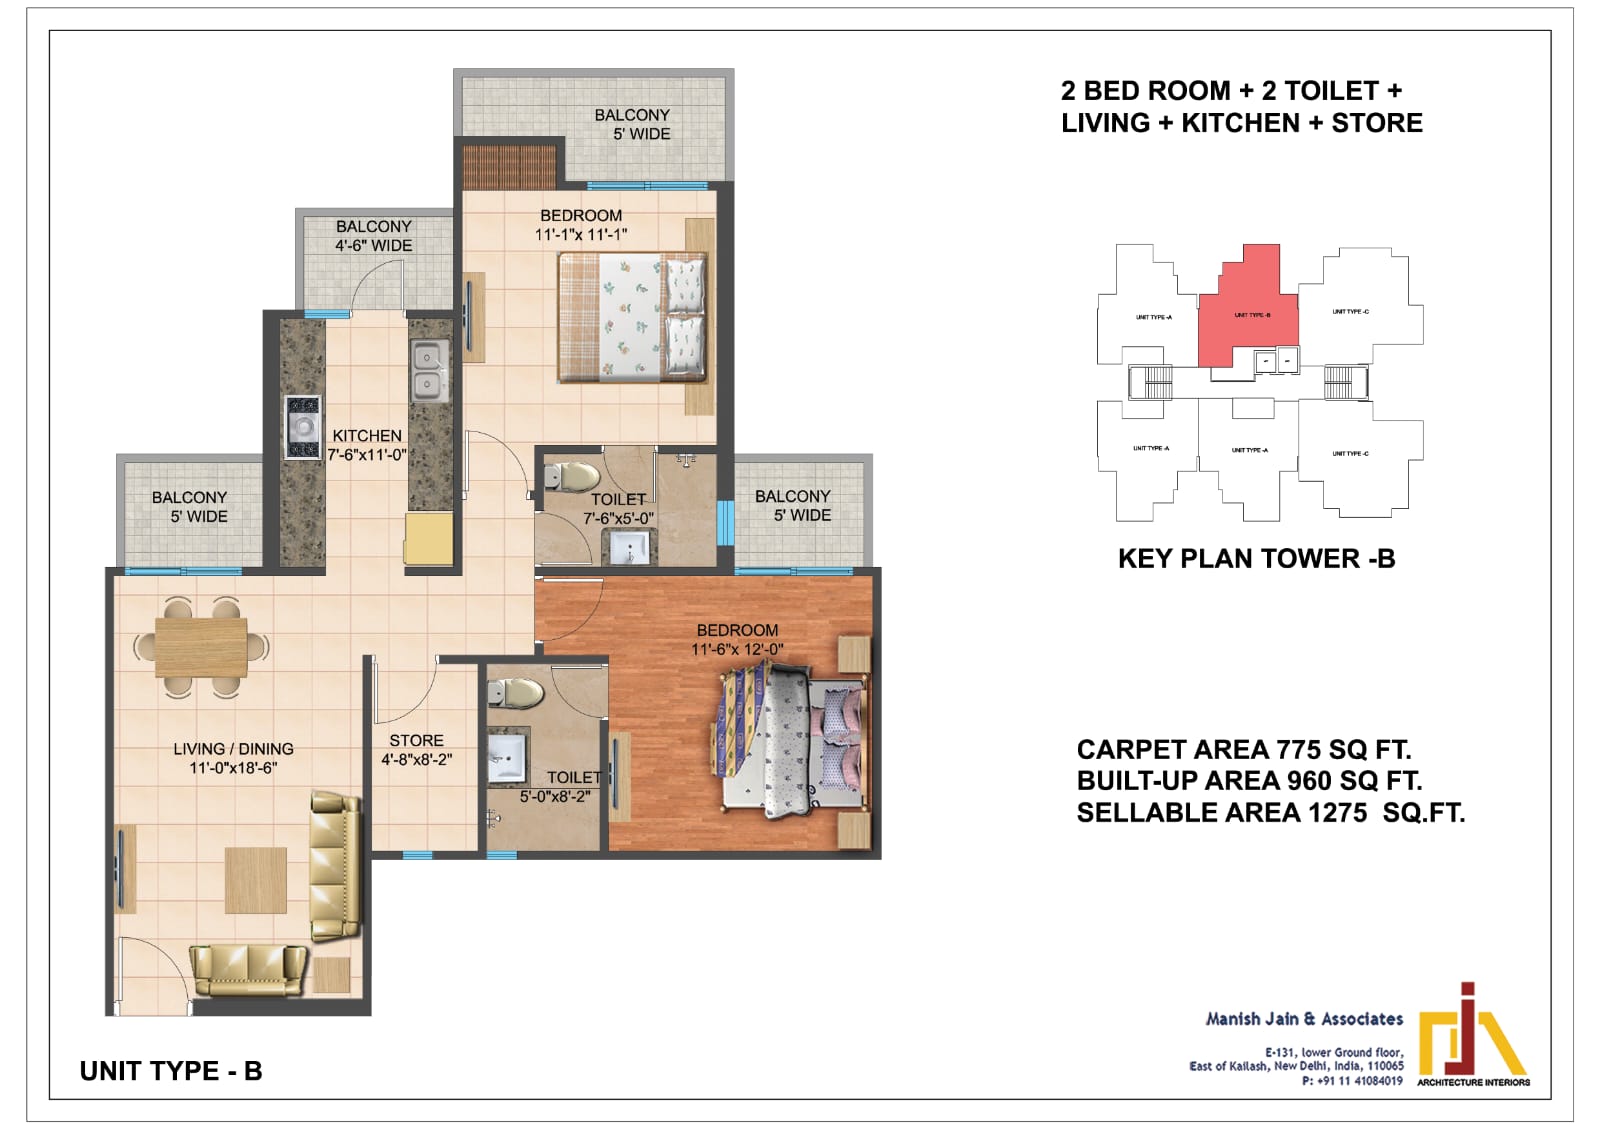 2 BED ROOM + 2 TOILET +
LIVING + KITCHEN + STORE
BALCONY
5' WIDE
BALCONY
4'-6" WIDE
BEDROOM
11'-1"x 11'-1"
KITCHEN
7'-6"x11'-0"
BALCONY
5' WIDE
TOILET
7'-6"x5'-0"
BALCONY
5' WIDE
BEDROOM
11'-6"x 12'-0"
LIVING / DINING
11'-0"x18'-6"
STORE
4'-8"x8'-2"
TOILET
5'-0"x8'-2"
UNIT TYPE -A
UNIT TYPE -B
UNIT TYPE -C
UNIT TYPE -A
UNIT TYPE -A
UNIT TYPE -C
KEY PLAN TOWER -B
CARPET AREA 775 SQ FT.
BUILT-UP AREA 960 SQ FT.
SELLABLE AREA 1275 SQ.FT.
UNIT TYPE - B
Manish Jain & Associates
E-131, lower Ground floor,
East of Kailash, New Delhi, India, 110065
P: +91 11 41084019
ARCHITECTURE INTERIORS